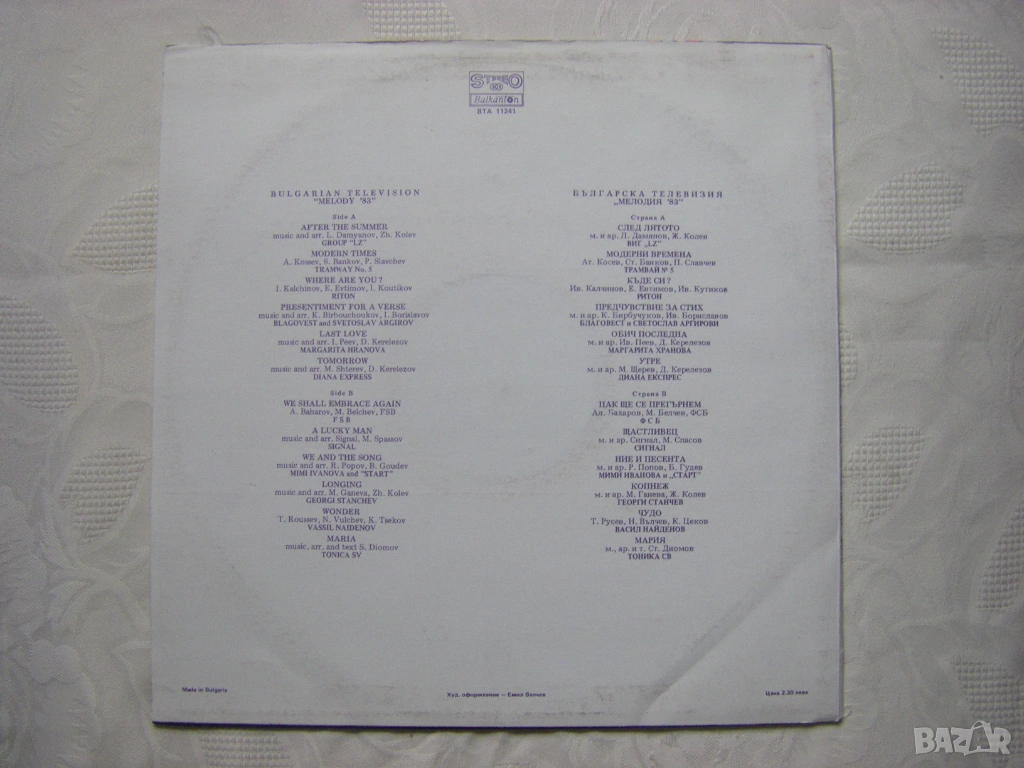 STEREO
Balkanton
ВТА 11241
BULGARIAN TELEVISION
"MELODY '83"
Side A
AFTER THE SUMMER
music and arr. L. Damyanov, Zh. Kolev
GROUP "LZ"
MODERN TIMES
A. Kossev, S. Bankov, P. Slavchev
TRAMWAY No. 5
WHERE ARE YOU?
I. Kalchinov, E. Evtimov, I. Koutikov
RITON
PRESENTIMENT FOR A VERSE
music and arr. K. Birbouchoukov, I. Borislavov
BLAGOVEST and SVETOSLAV ARGIROV
LAST LOVE
music and arr. I. Peev, D. Kerelezov
MARGARITA HRANOVA
TOMORROW
music and arr. M. Shterev, D. Kerelezov
DIANA EXPRESS
Side B
WE SHALL EMBRACE AGAIN
A. Baharov, M. Belchev, FSB
F S B
A LUCKY MAN
music and arr. Signal, M. Spassov
SIGNAL
WE AND THE SONG
music and arr. R. Popov, B. Goudev
MIMI IVANOVA and "START"
LONGING
music and arr. M. Ganeva, Zh. Kolev
GEORGI STANCHEV
WONDER
T. Roussev, N. Vulchev, K. Tsekov
VASSIL NAIDENOV
MARIA
music, arr. and text S. Diomov
TONICA SV
БЪЛГАРСКА ТЕЛЕВИЗИЯ
„МЕЛОДИЯ '83"
Страна А
СЛЕД ЛЯТОТО
м. и ар. Л. Дамянов, Ж. Колев
ВИГ „LZ"
МОДЕРНИ ВРЕМЕНА
Ат. Косев, Ст. Банков, П. Славчев
ТРАМВАЙ № 5
КЪДЕ СИ?
Ив. Калчинов, Е. Евтимов, Ив. Кутиков
РИТОН
ПРЕДЧУВСТВИЕ ЗА СТИХ
м. и ар. К. Бирбучуков, Ив. Бориславов
БЛАГОВЕСТ и СВЕТОСЛАВ АРГИРОВИ
ОБИЧ ПОСЛЕДНА
м. и ар. Ив. Пеев, Д. Керелезов
МАРГАРИТА ХРАНОВА
УТРЕ
м. и ар. М. Щерев, Д. Керелезов
ДИАНА ЕКСПРЕС
Страна В
ПАК ЩЕ СЕ ПРЕГЪРНЕМ
Ал. Бахаров, М. Белчев, ФСБ
Ф С Б
ЩАСТЛИВЕЦ
м. и ар. Сигнал, М. Спасов
СИГНАЛ
НИЕ И ПЕСЕНТА
м. и ар. Р. Попов, Б. Гудев
МИМИ ИВАНОВА и „СТАРТ"
КОПНЕЖ
м. и ар. М. Ганева, Ж. Колев
ГЕОРГИ СТАНЧЕВ
ЧУДО
Т. Русев, Н. Вълчев, К. Цеков
ВАСИЛ НАЙДЕНОВ
МАРИЯ
м., ар. и т. Ст. Диомов
ТОНИКА СВ
Made in Bulgaria
Худ. оформление — Емил Вълчев
Цена 2.30 лева
BAZAR